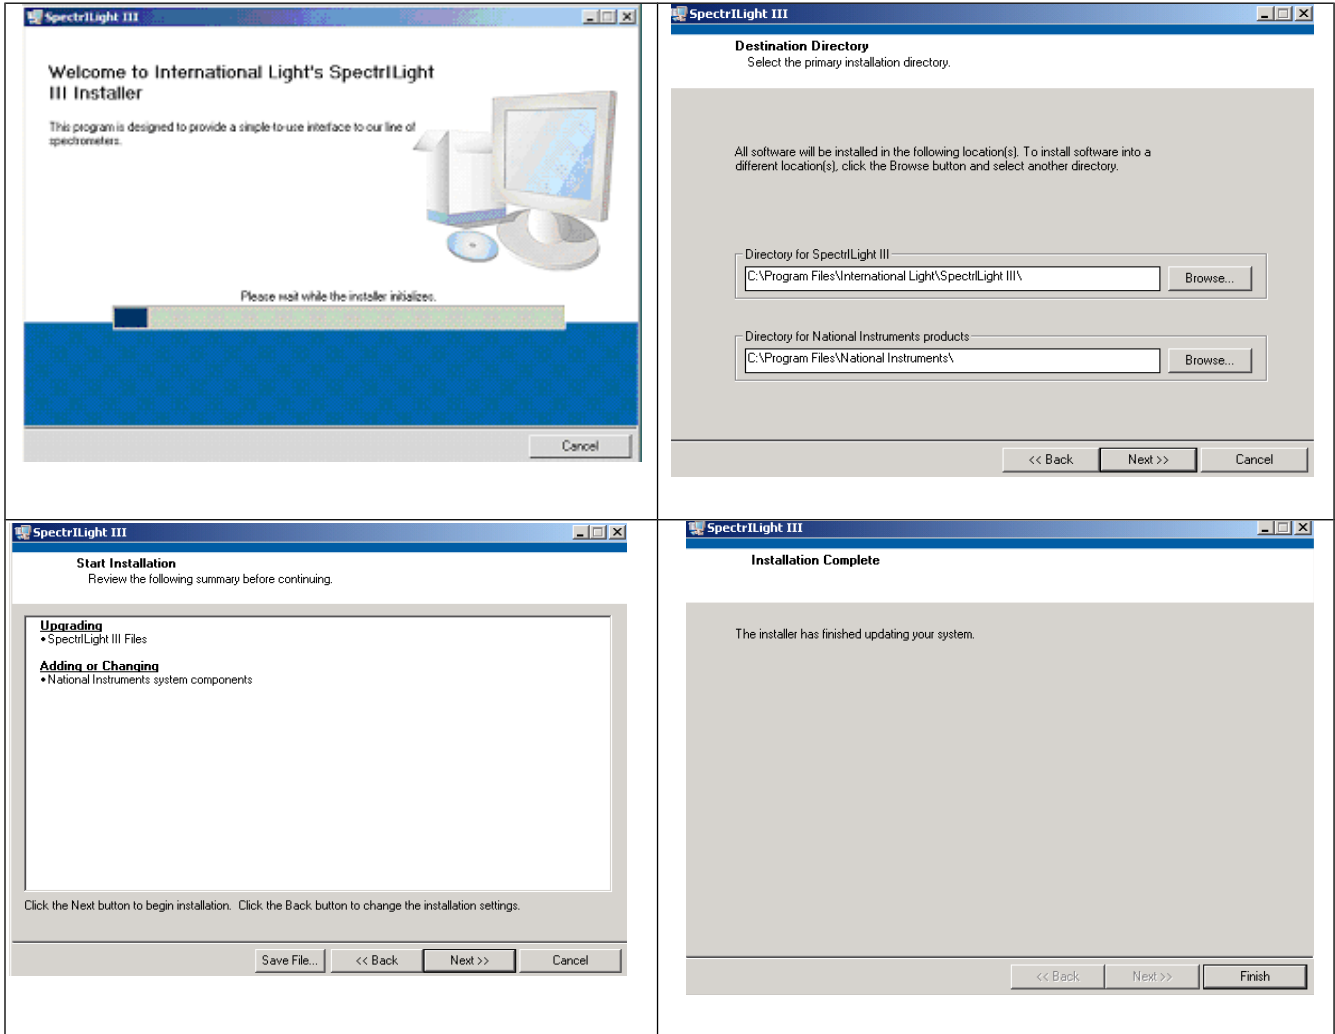 SpectrILight III
Welcome to International Light's SpectrILight
III Installer
This program is designed to provide a simple-to-use interface to our line of
spectrometers.
Please wait while the installer initializes.
Cancel
SpectrILight III
Destination Directory
Select the primary installation directory.
All software will be installed in the following location(s). To install software into a
different location(s), click the Browse button and select another directory.
Directory for SpectrILight III
C:\Program Files\International Light\SpectrILight III\
Browse...
Directory for National Instruments products
C:\Program Files\National Instruments\
Browse...
<< Back
Next >>
Cancel
SpectrILight III
Start Installation
Review the following summary before continuing.
Upgrading
• SpectrILight III Files
Adding or Changing
• National Instruments system components
Click the Next button to begin installation. Click the Back button to change the installation settings.
Save File...
<< Back
Next >>
Cancel
SpectrILight III
Installation Complete
The installer has finished updating your system.
<< Back
Next >>
Finish